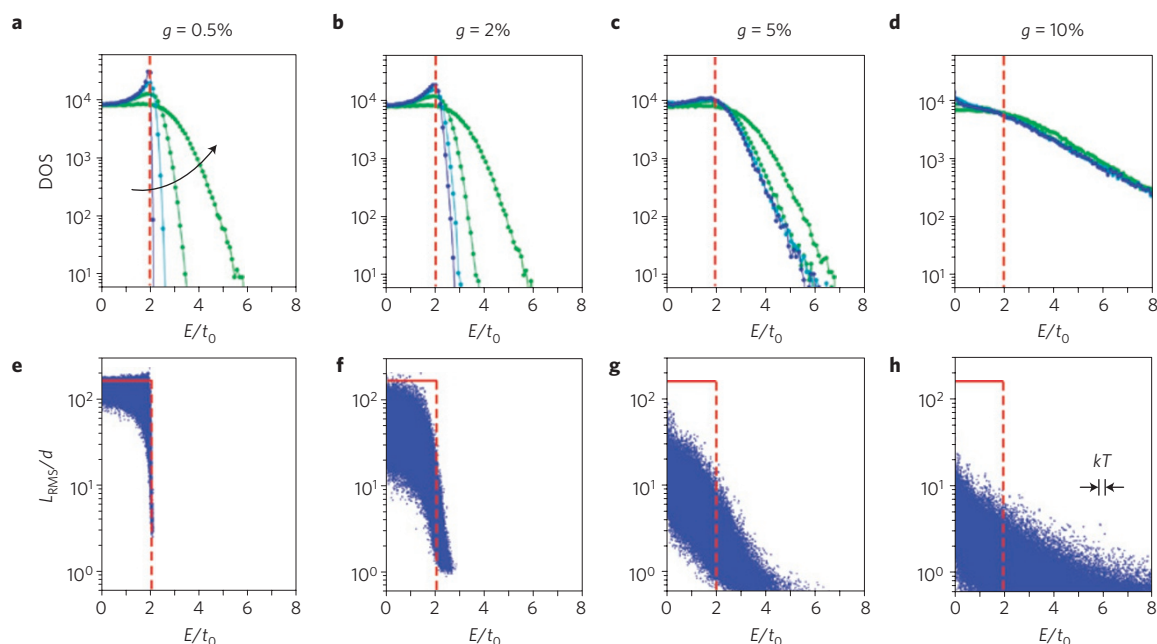 a
g = 0.5%
b
g = 2%
c
g = 5%
d
g = 10%
DOS
10⁴
10³
10²
10¹
10⁴
10³
10²
10¹
10⁴
10³
10²
10¹
10⁴
10³
10²
10¹
0 2 4 6 8
0 2 4 6 8
0 2 4 6 8
0 2 4 6 8
E/t₀
E/t₀
E/t₀
E/t₀
e
f
g
h
L_RMS/d
10²
10¹
10⁰
10²
10¹
10⁰
10²
10¹
10⁰
10²
10¹
10⁰
kT
0 2 4 6 8
0 2 4 6 8
0 2 4 6 8
0 2 4 6 8
E/t₀
E/t₀
E/t₀
E/t₀